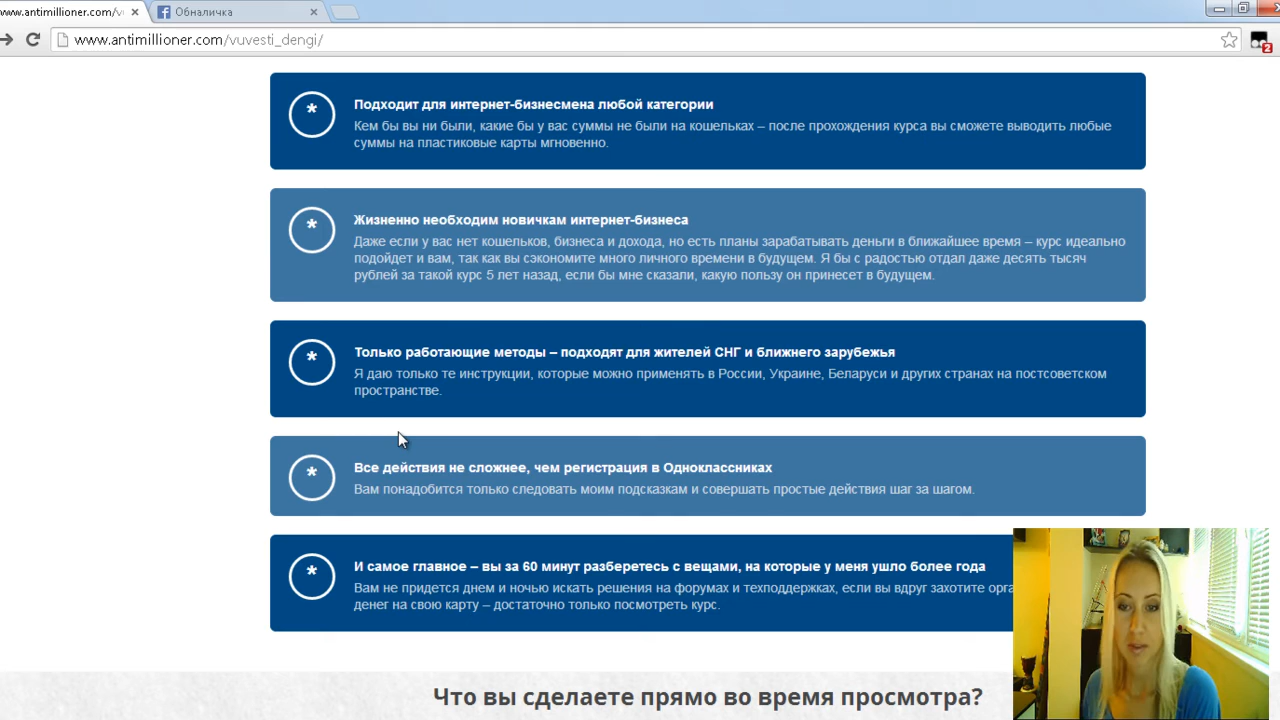 www.antimillioner.com/v
Обналичка
www.antimillioner.com/vuvesti_dengi/
2
* Подходит для интернет-бизнесмена любой категории
Кем бы вы ни были, какие бы у вас суммы не были на кошельках – после прохождения курса вы сможете выводить любые
суммы на пластиковые карты мгновенно.
* Жизненно необходим новичкам интернет-бизнеса
Даже если у вас нет кошельков, бизнеса и дохода, но есть планы зарабатывать деньги в ближайшее время – курс идеально
подойдет и вам, так как вы сэкономите много личного времени в будущем. Я бы с радостью отдал даже десять тысяч
рублей за такой курс 5 лет назад, если бы мне сказали, какую пользу он принесет в будущем.
* Только работающие методы – подходят для жителей СНГ и ближнего зарубежья
Я даю только те инструкции, которые можно применять в России, Украине, Беларуси и других странах на постсоветском
пространстве.
* Все действия не сложнее, чем регистрация в Одноклассниках
Вам понадобится только следовать моим подсказкам и совершать простые действия шаг за шагом.
* И самое главное – вы за 60 минут разберетесь с вещами, на которые у меня ушло более года
Вам не придется днем и ночью искать решения на форумах и техподдержках, если вы вдруг захотите орга
денег на свою карту – достаточно только посмотреть курс.
Что вы сделаете прямо во время просмотра?